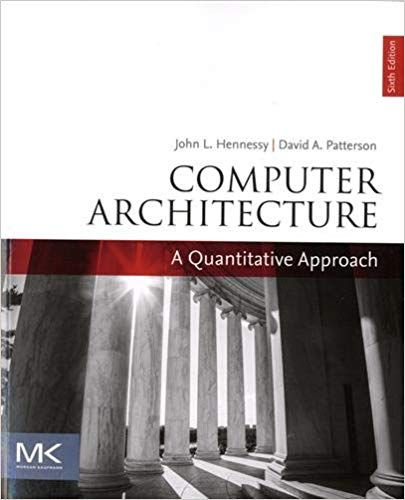 Sixth Edition
John L. Hennessy | David A. Patterson
COMPUTER
ARCHITECTURE
A Quantitative Approach
MK
MORGAN KAUFMANN